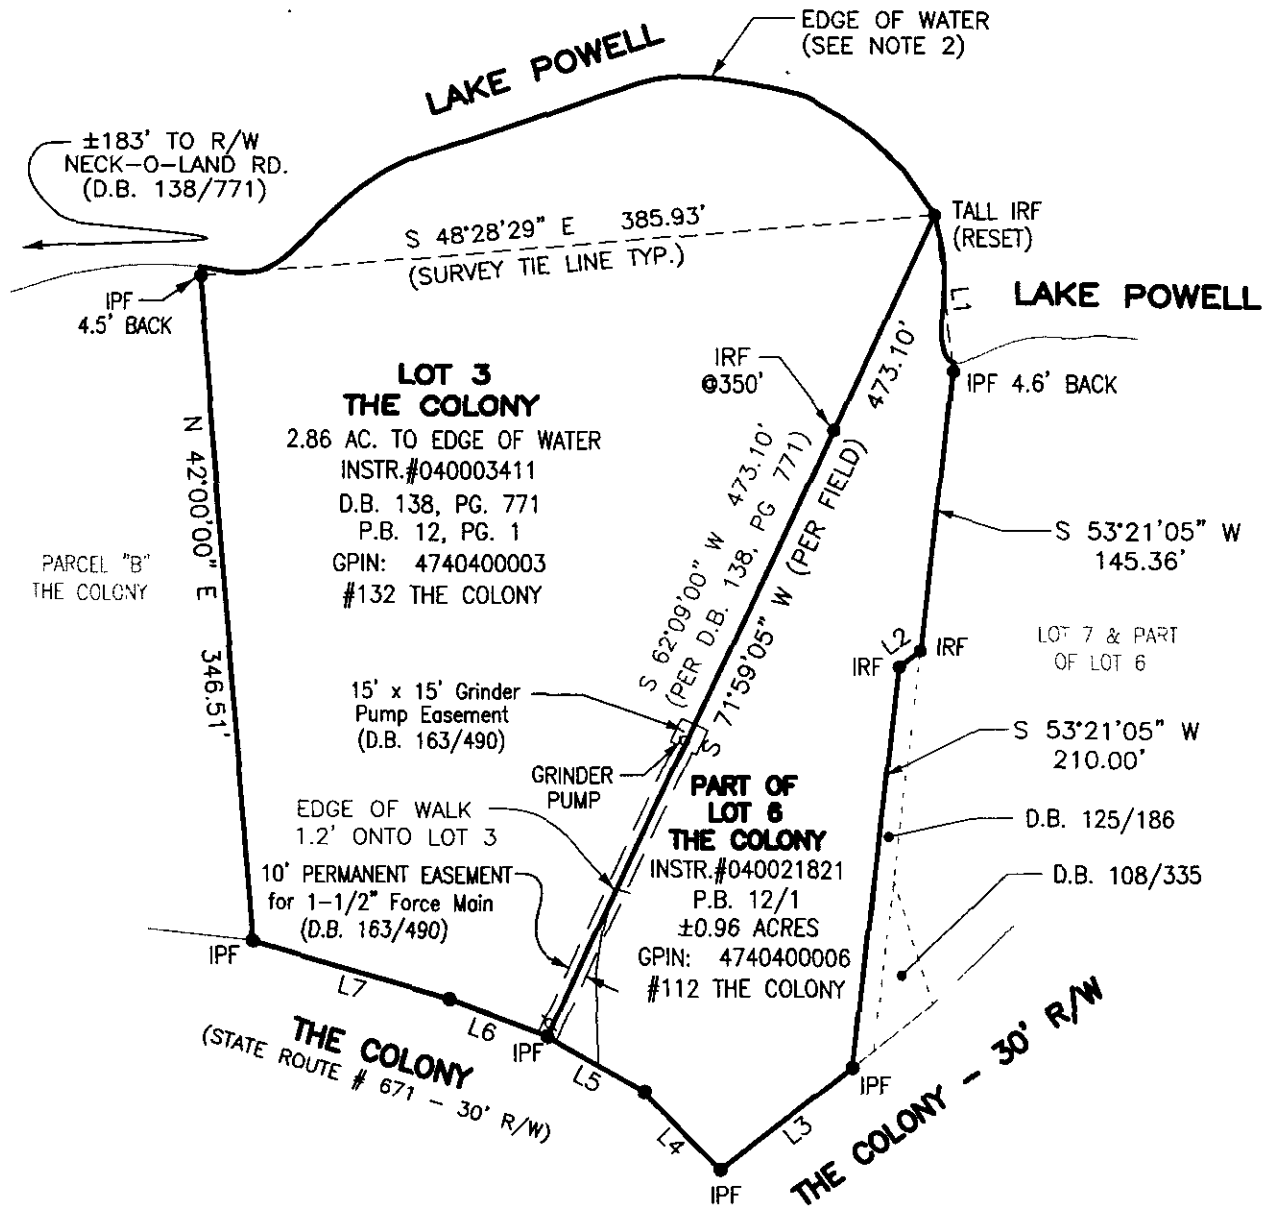 EDGE OF WATER
(SEE NOTE 2)
LAKE POWELL
±183' TO R/W
NECK-O-LAND RD.
(D.B. 138/771)
S 48°28'29" E 385.93'
(SURVEY TIE LINE TYP.)
TALL IRF
(RESET)
L1
LAKE POWELL
IPF
4.5' BACK
IRF
@350'
473.10'
IPF 4.6' BACK
LOT 3
THE COLONY
2.86 AC. TO EDGE OF WATER
INSTR.#040003411
D.B. 138, PG. 771
P.B. 12, PG. 1
GPIN: 4740400003
#132 THE COLONY
N 42°00'00" E 346.51'
PARCEL "B"
THE COLONY
S 62°09'00" W 473.10'
(PER D.B. 138, PG 771)
S 71°59'05" W (PER FIELD)
S 53°21'05" W
145.36'
L2
IRF
IRF
LOT 7 & PART
OF LOT 6
15' x 15' Grinder
Pump Easement
(D.B. 163/490)
GRINDER
PUMP
S 53°21'05" W
210.00'
PART OF
LOT 6
THE COLONY
INSTR.#040021821
P.B. 12/1
±0.96 ACRES
GPIN: 4740400006
#112 THE COLONY
EDGE OF WALK
1.2' ONTO LOT 3
D.B. 125/186
10' PERMANENT EASEMENT
for 1-1/2" Force Main
(D.B. 163/490)
D.B. 108/335
IPF
L7
L6
IPF
L5
L4
IPF
L3
IPF
THE COLONY
(STATE ROUTE # 671 - 30' R/W)
THE COLONY - 30' R/W